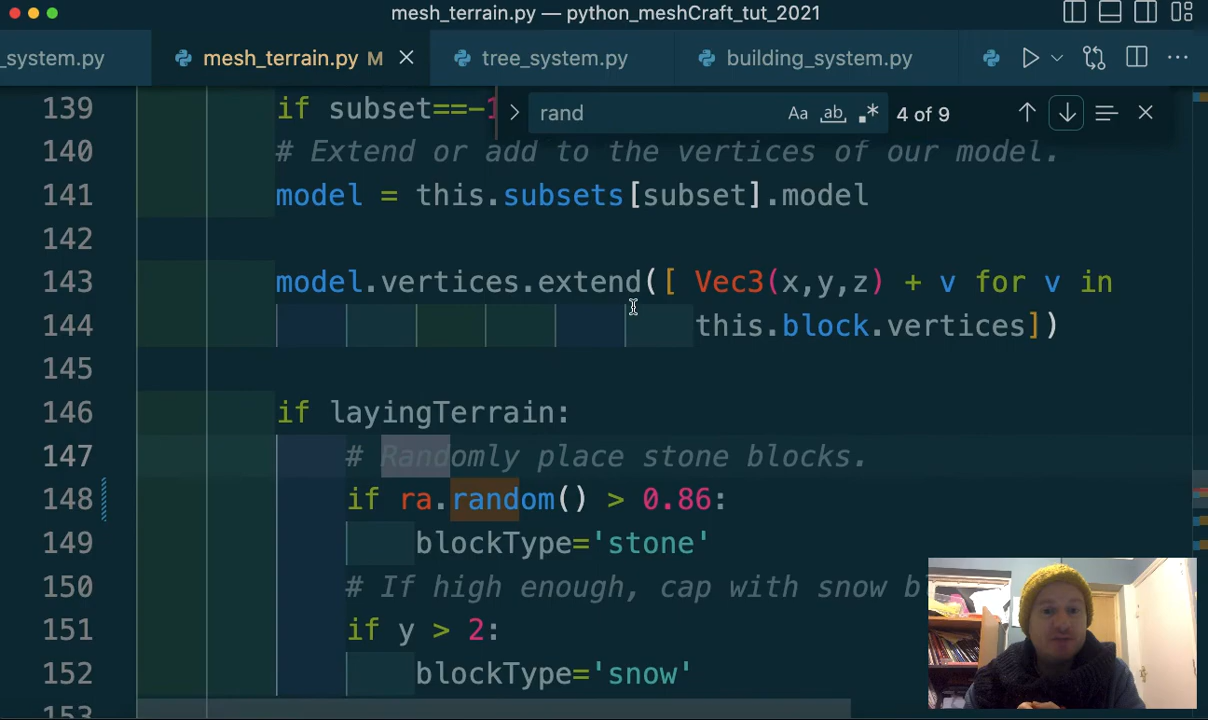 mesh_terrain.py — python_meshCraft_tut_2021
_system.py
mesh_terrain.py M
tree_system.py
building_system.py
rand
Aa
ab
4 of 9
139 if subset==-1
140 # Extend or add to the vertices of our model.
141 model = this.subsets[subset].model
142
143 model.vertices.extend([ Vec3(x,y,z) + v for v in
144 this.block.vertices])
145
146 if layingTerrain:
147 # Randomly place stone blocks.
148 if ra.random() > 0.86:
149 blockType='stone'
150 # If high enough, cap with snow b
151 if y > 2:
152 blockType='snow'
153